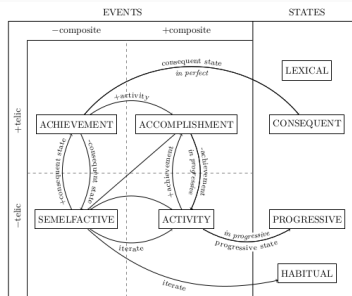 EVENTS STATES
−composite +composite
consequent state
in perfect
LEXICAL
+activity
+telic
ACHIEVEMENT ACCOMPLISHMENT CONSEQUENT
+consequent state
-consequent state
+achievement
in progress
-achievement
−telic
SEMELFACTIVE ACTIVITY PROGRESSIVE
in progressive
progressive state
iterate
HABITUAL
iterate